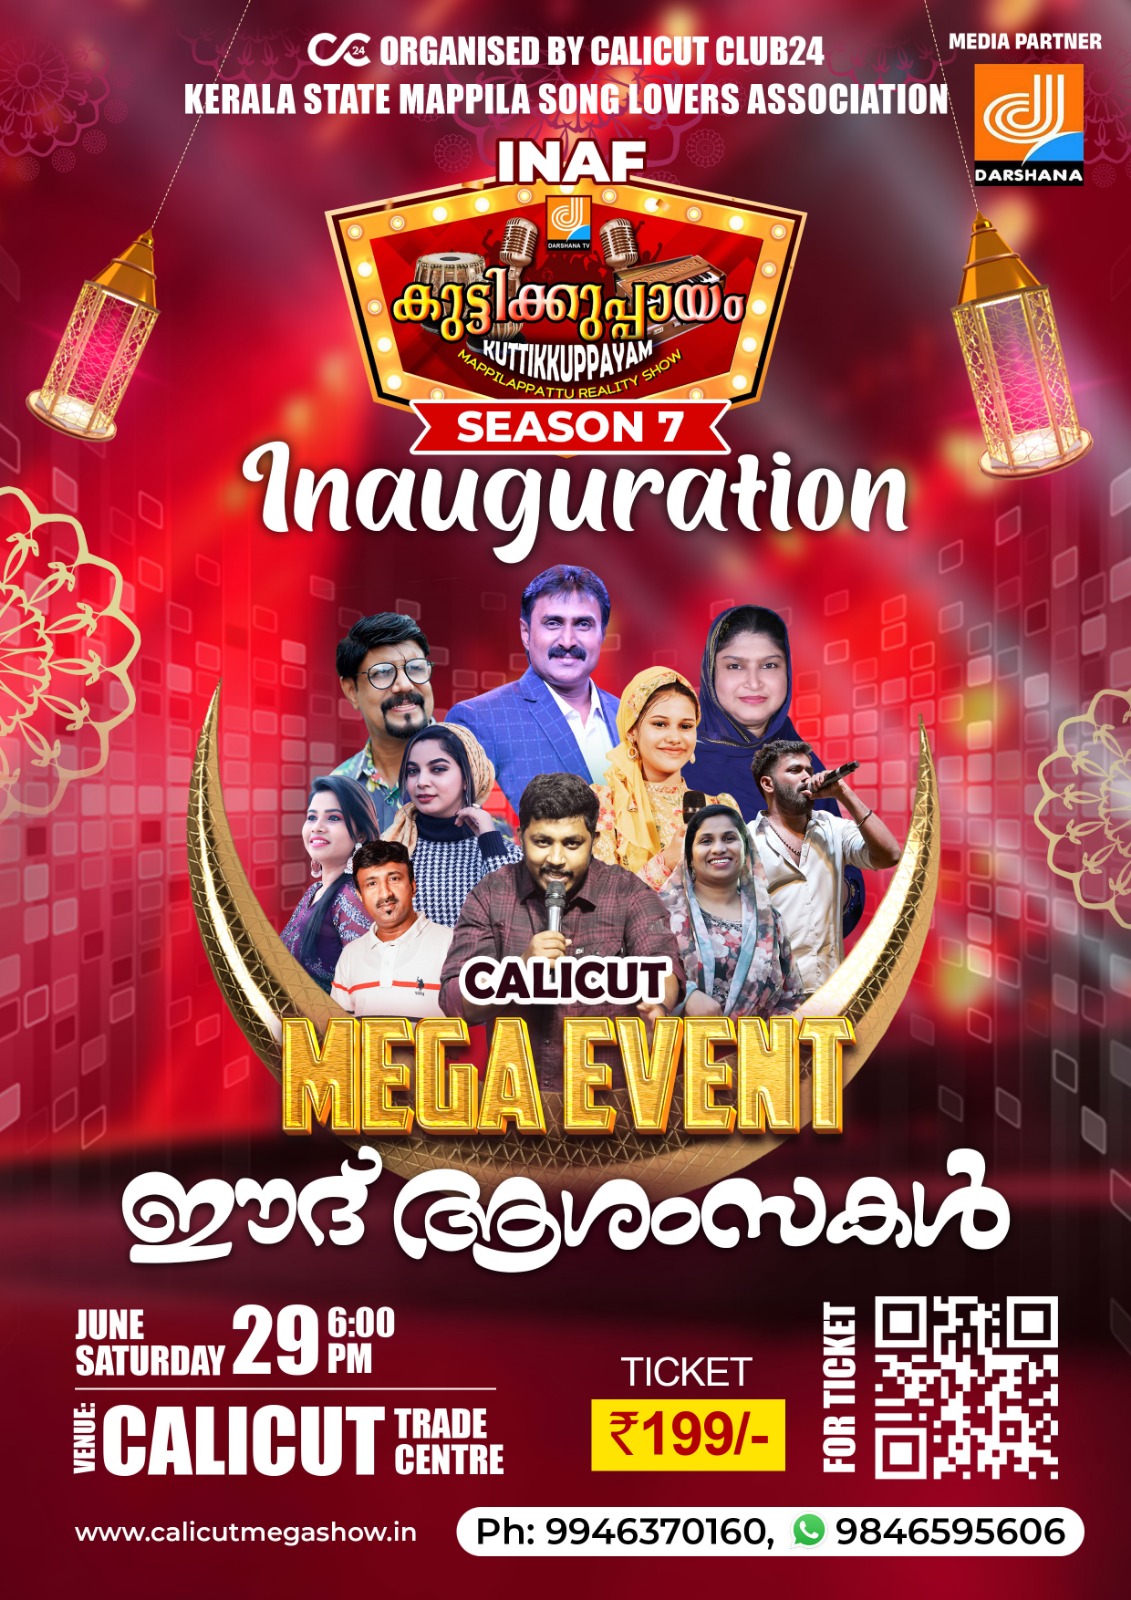 24 ORGANISED BY CALICUT CLUB24
KERALA STATE MAPPILA SONG LOVERS ASSOCIATION
MEDIA PARTNER
DARSHANA
INAF
DARSHANA TV
കുട്ടിക്കുപ്പായം
KUTTIKKUPPAYAM
MAPPILAPPATTU REALITY SHOW
SEASON 7
Inauguration
CALICUT
MEGA EVENT
ഈദ് ആശംസകൾ
JUNE
SATURDAY 29 6:00 PM
VENUE: CALICUT TRADE CENTRE
TICKET
₹199/-
FOR TICKET
www.calicutmegashow.in
Ph: 9946370160, 9846595606